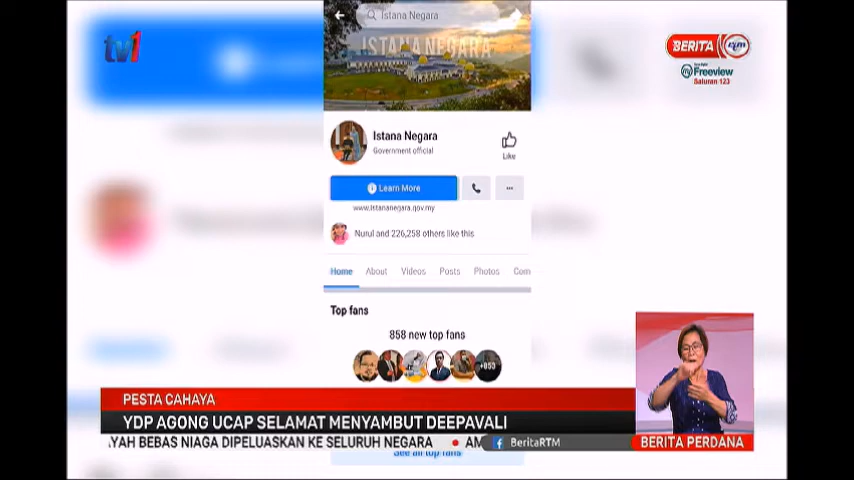 Istana Negara
tv1
ISTANA NEGARA
BERITA rtm
my Freeview
Saluran 123
Istana Negara
Government official
Like
Learn More
www.istananegara.gov.my
Nurul and 226,258 others like this
Home About Videos Posts Photos Com
Top fans
858 new top fans
+853
PESTA CAHAYA
YDP AGONG UCAP SELAMAT MENYAMBUT DEEPAVALI
YAH BEBAS NIAGA DIPELUASKAN KE SELURUH NEGARA • AM
BeritaRTM
BERITA PERDANA
See all top fans